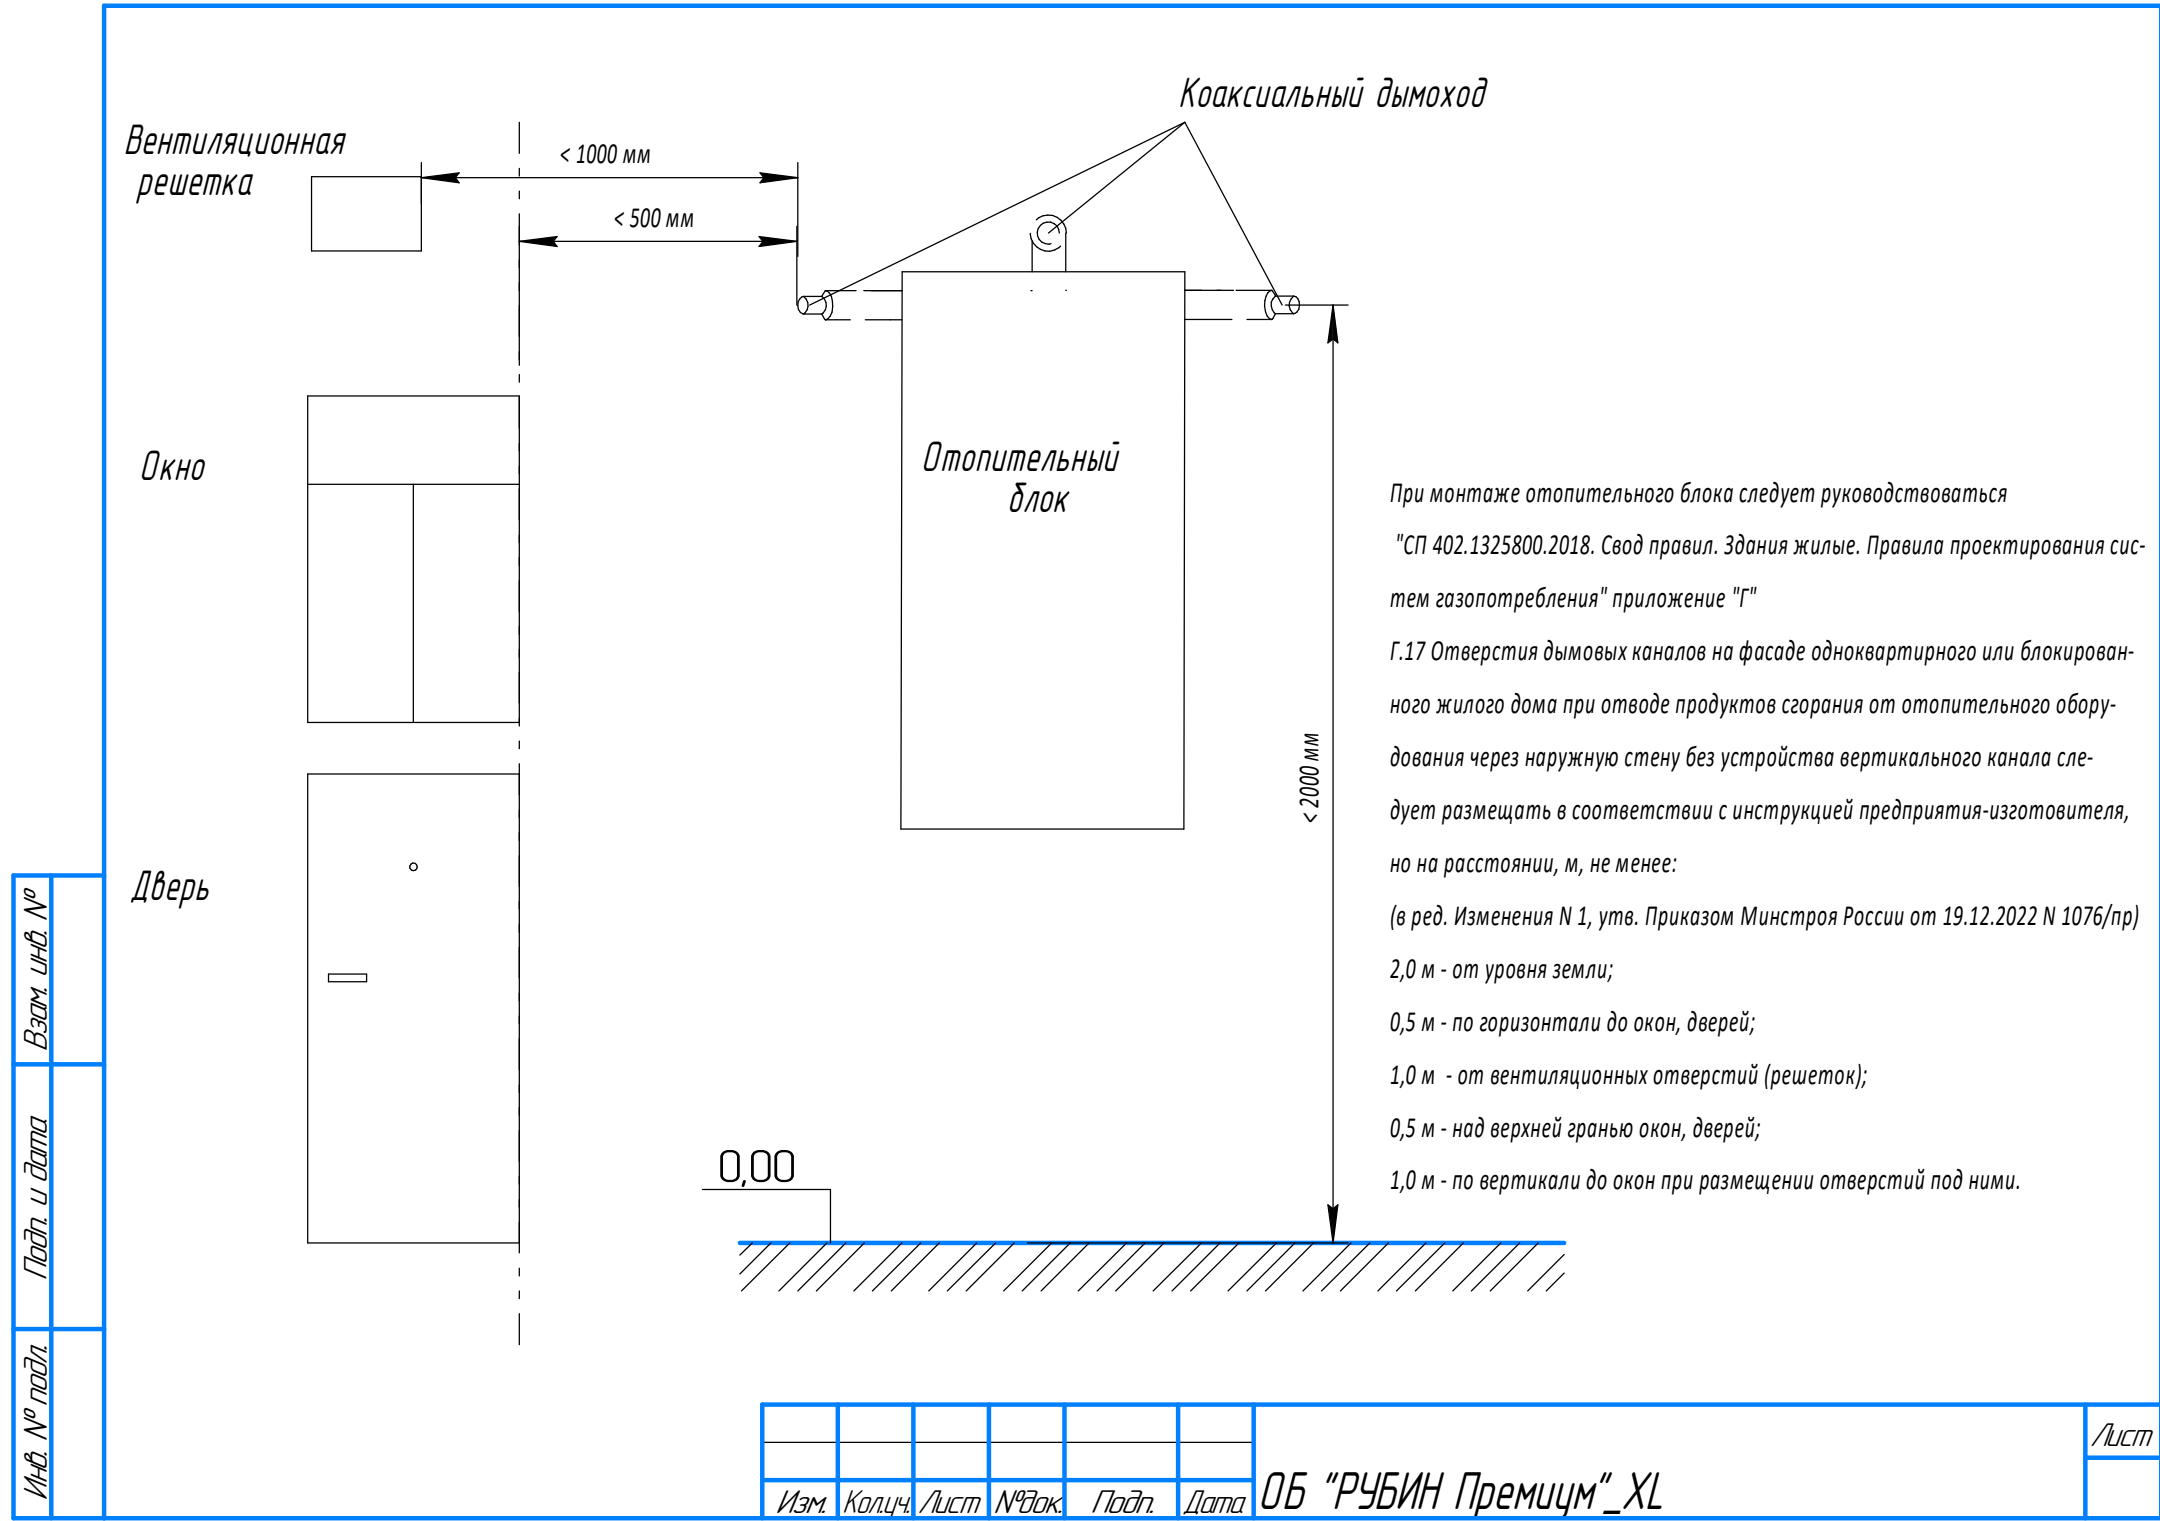 Коаксиальный дымоход
Вентиляционная
решетка
< 1000 мм
< 500 мм
Окно
Отопительный
блок
Дверь
< 2000 мм
0,00
При монтаже отопительного блока следует руководствоваться
"СП 402.1325800.2018. Свод правил. Здания жилые. Правила проектирования сис-
тем газопотребления" приложение "Г"
Г.17 Отверстия дымовых каналов на фасаде одноквартирного или блокирован-
ного жилого дома при отводе продуктов сгорания от отопительного обору-
дования через наружную стену без устройства вертикального канала сле-
дует размещать в соответствии с инструкцией предприятия-изготовителя,
но на расстоянии, м, не менее:
(в ред. Изменения N 1, утв. Приказом Минстроя России от 19.12.2022 N 1076/пр)
2,0 м - от уровня земли;
0,5 м - по горизонтали до окон, дверей;
1,0 м - от вентиляционных отверстий (решеток);
0,5 м - над верхней гранью окон, дверей;
1,0 м - по вертикали до окон при размещении отверстий под ними.
Взам. инв. №
Подп. и дата
Инв. № подл.
Изм. Кол.уч. Лист №док. Подп. Дата
ОБ "РУБИН Премиум"_XL
Лист